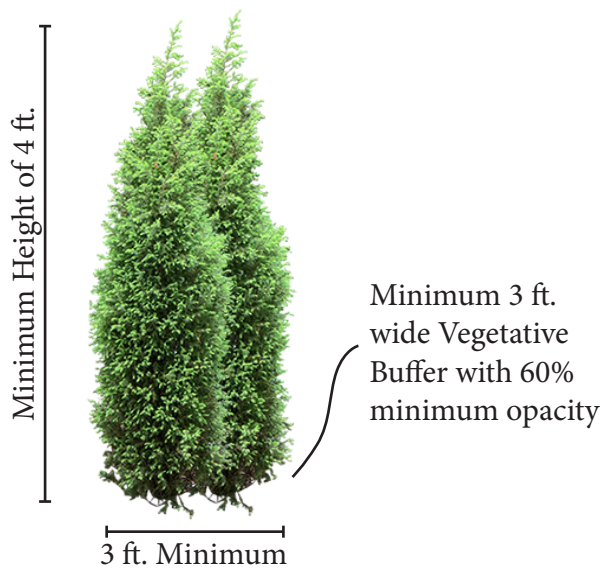 Minimum Height of 4 ft.
Minimum 3 ft.
wide Vegetative
Buffer with 60%
minimum opacity
3 ft. Minimum